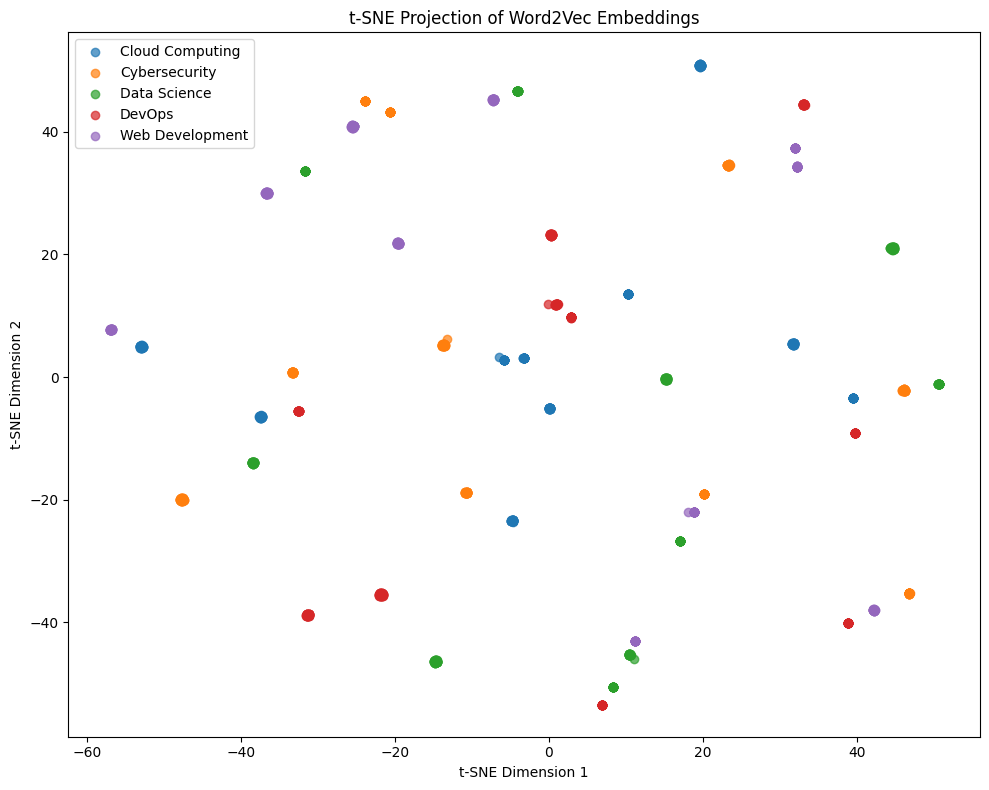 t-SNE Projection of Word2Vec Embeddings
Cloud Computing
Cybersecurity
Data Science
DevOps
Web Development
40
20
0
−20
−40
t-SNE Dimension 2
−60
−40
−20
0
20
40
t-SNE Dimension 1